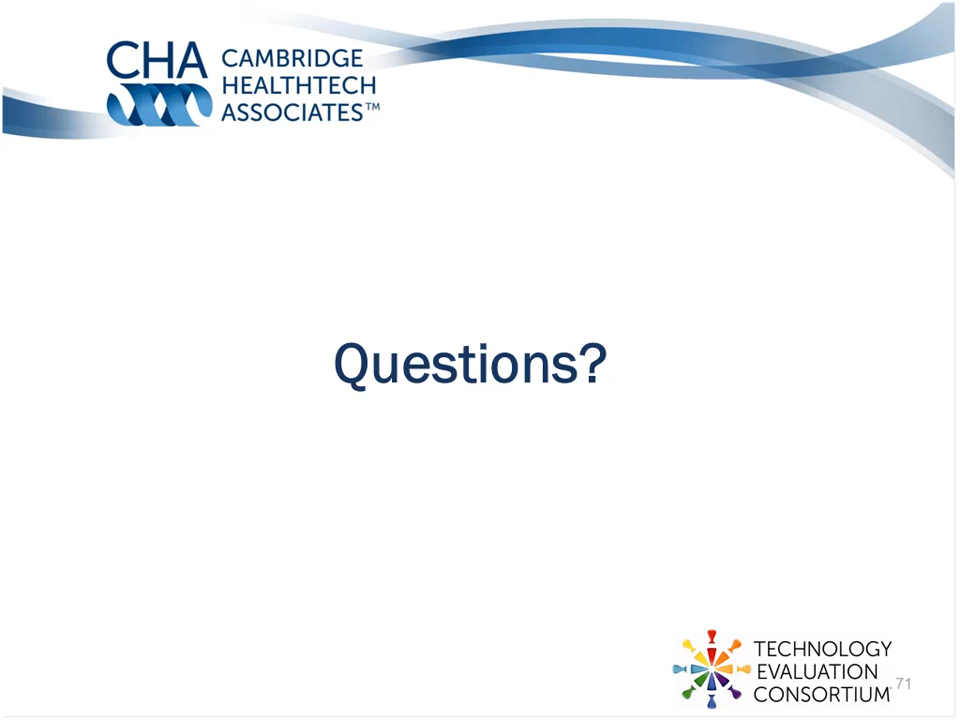 CHA
CAMBRIDGE
HEALTHTECH
ASSOCIATES™
Questions?
TECHNOLOGY
EVALUATION
CONSORTIUM
71